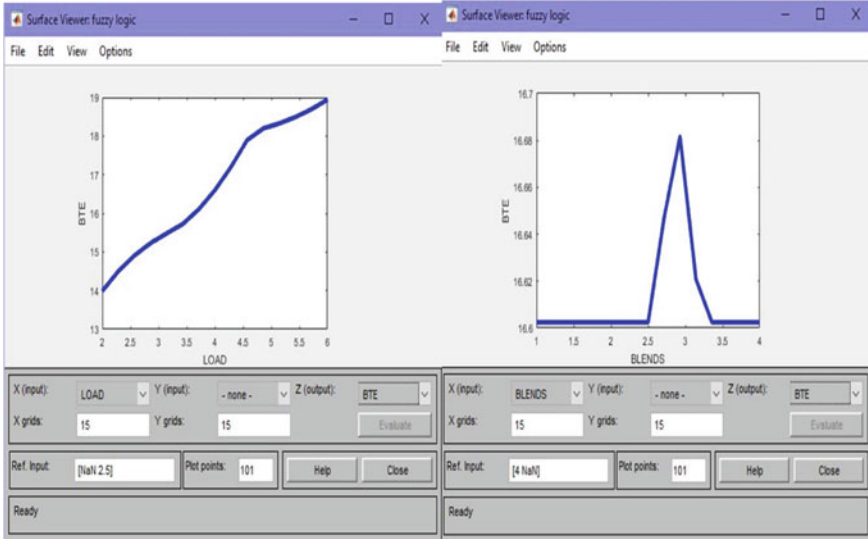 Surface Viewer: fuzzy logic
File Edit View Options
19
18
17
16
15
14
13
BTE
2 2.5 3 3.5 4 4.5 5 5.5 6
LOAD
X (input): LOAD Y (input): - none - Z (output): BTE
X grids: 15 Y grids: 15 Evaluate
Ref. Input: [NaN 2.5] Plot points: 101 Help Close
Ready
Surface Viewer: fuzzy logic
File Edit View Options
16.7
16.68
16.66
16.64
16.62
16.6
BTE
1 1.5 2 2.5 3 3.5 4
BLENDS
X (input): BLENDS Y (input): - none - Z (output): BTE
X grids: 15 Y grids: 15 Evaluate
Ref. Input: [4 NaN] Plot points: 101 Help Close
Ready